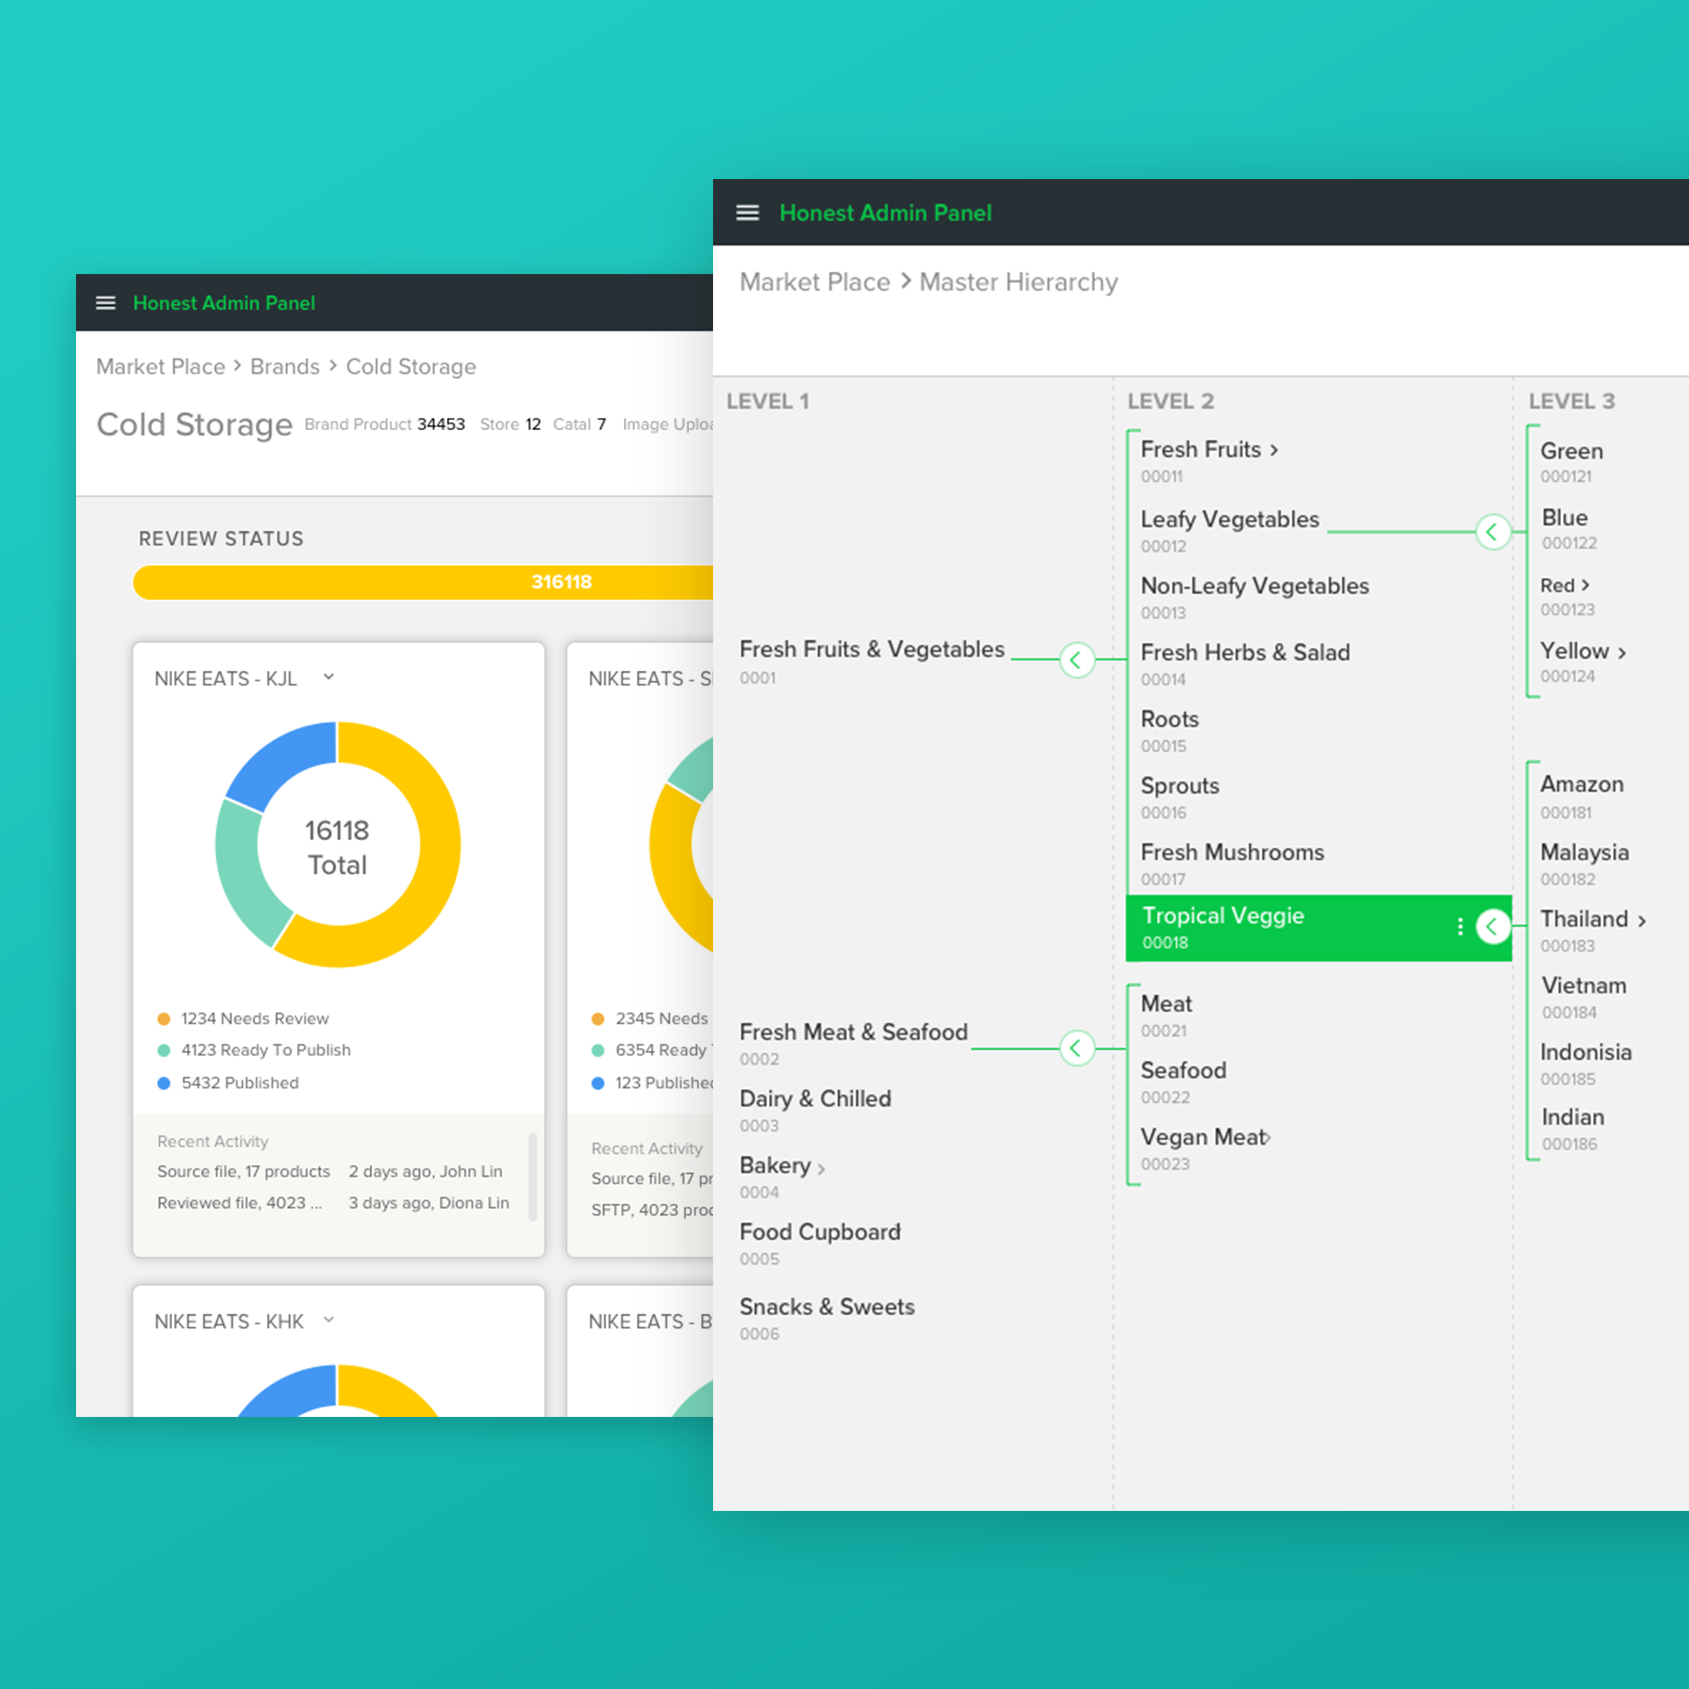 Honest Admin Panel
Market Place > Brands > Cold Storage
Cold Storage Brand Product 34453 Store 12 Catal 7 Image
REVIEW STATUS
316118
NIKE EATS - KJL
16118
Total
1234 Needs Review
4123 Ready To Publish
5432 Published
Recent Activity
Source file, 17 products 2 days ago, John Lin
Reviewed file, 4023 ... 3 days ago, Diona Lin
NIKE EATS -
2345 Needs
6354 Ready
123
Recent Activity
Source file, 17
SFTP, 4023
NIKE EATS - KHK
NIKE EATS -
Honest Admin Panel
Market Place > Master Hierarchy
LEVEL 1
Fresh Fruits & Vegetables
0001
Fresh Meat & Seafood
0002
Dairy & Chilled
0003
Bakery >
0004
Food Cupboard
0005
Snacks & Sweets
0006
LEVEL 2
Fresh Fruits >
00011
Leafy Vegetables
00012
Non-Leafy Vegetables
00013
Fresh Herbs & Salad
00014
Roots
00015
Sprouts
00016
Fresh Mushrooms
00017
Tropical Veggie
00018
Meat
00021
Seafood
00022
Vegan Meat
00023
LEVEL 3
Green
000121
Blue
000122
Red >
000123
Yellow >
000124
Amazon
000181
Malaysia
000182
Thailand >
000183
Vietnam
000184
Indonisia
000185
Indian
000186